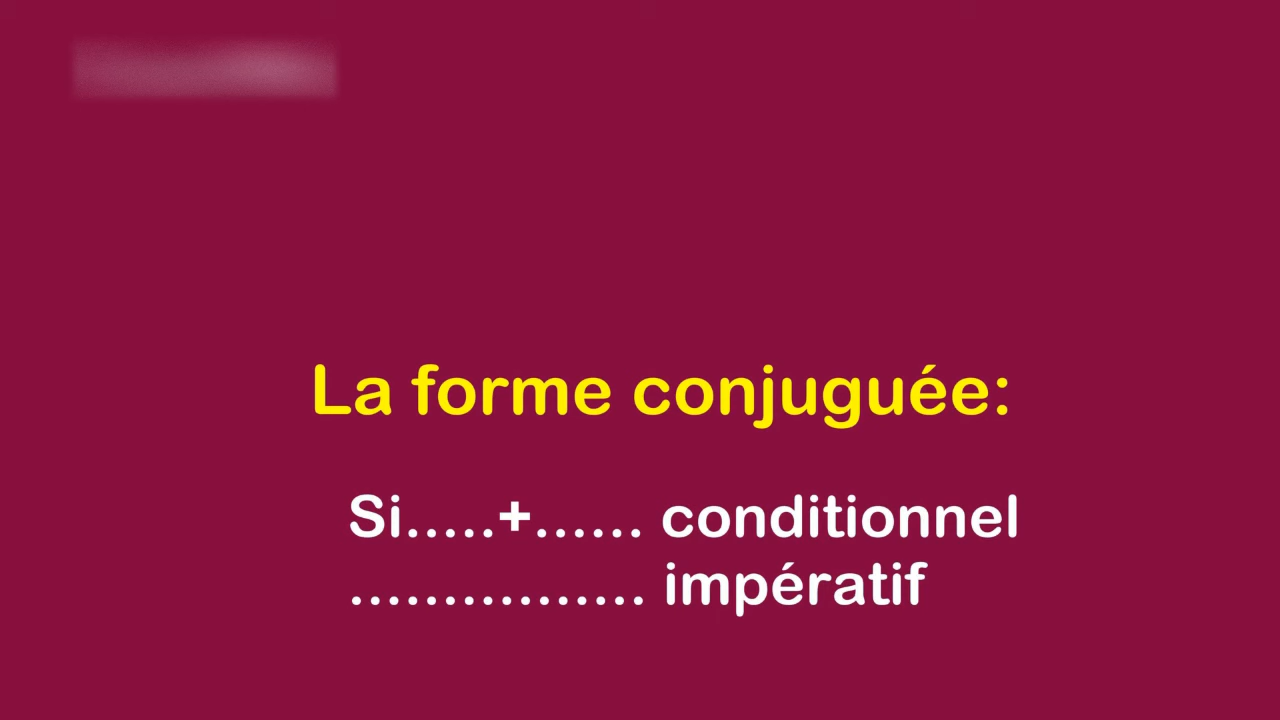 La forme conjuguée:
Si.....+...... conditionnel
................ impératif